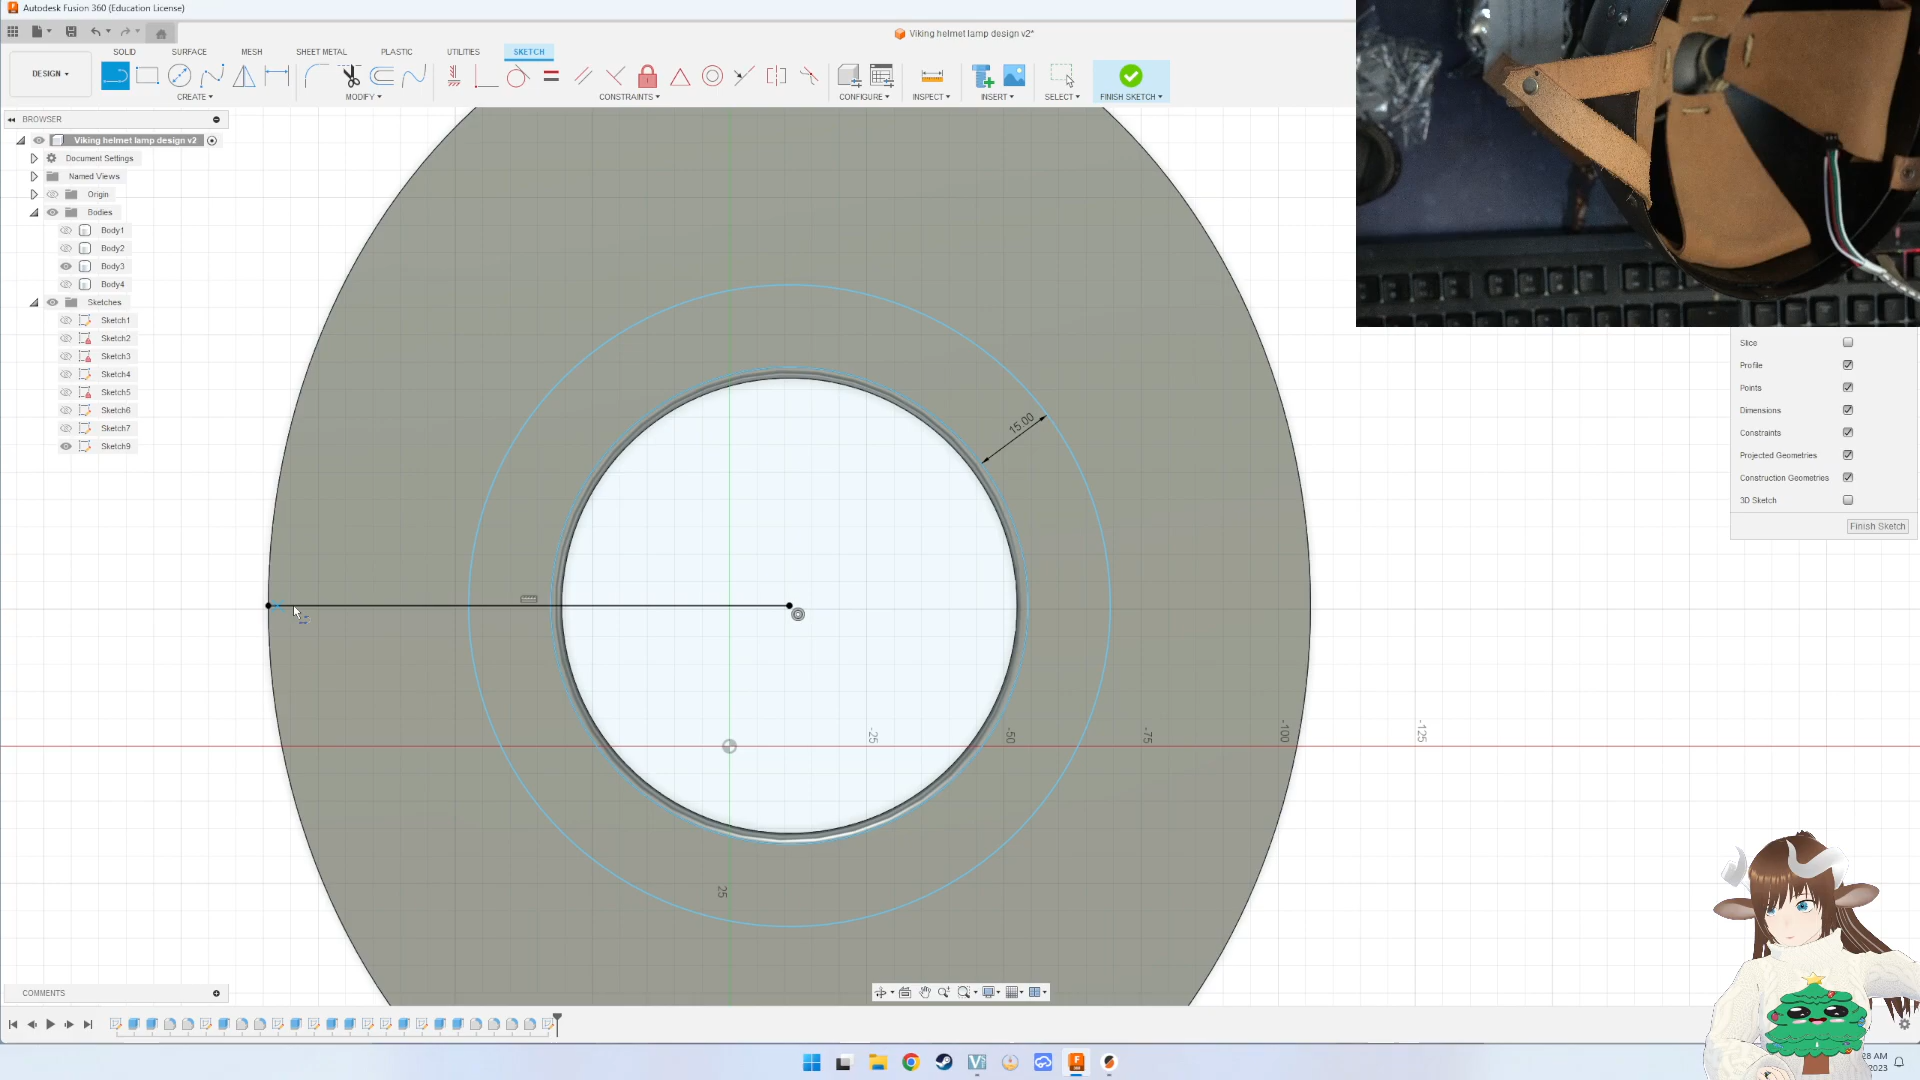 Autodesk Fusion 360 (Education License)
Viking helmet lamp design v2*
SOLID SURFACE MESH SHEET METAL PLASTIC UTILITIES SKETCH
DESIGN
CREATE MODIFY CONSTRAINTS CONFIGURE INSPECT INSERT SELECT FINISH SKETCH
BROWSER
Viking helmet lamp design v2
Document Settings
Named Views
Origin
Bodies
Body1
Body2
Body3
Body4
Sketches
Sketch1
Sketch2
Sketch3
Sketch4
Sketch5
Sketch6
Sketch7
Sketch9
15.00
-25
-50
-75
-100
-125
25
Slice
Profile
Points
Dimensions
Constraints
Projected Geometries
Construction Geometries
3D Sketch
Finish Sketch
COMMENTS
28 AM
2023